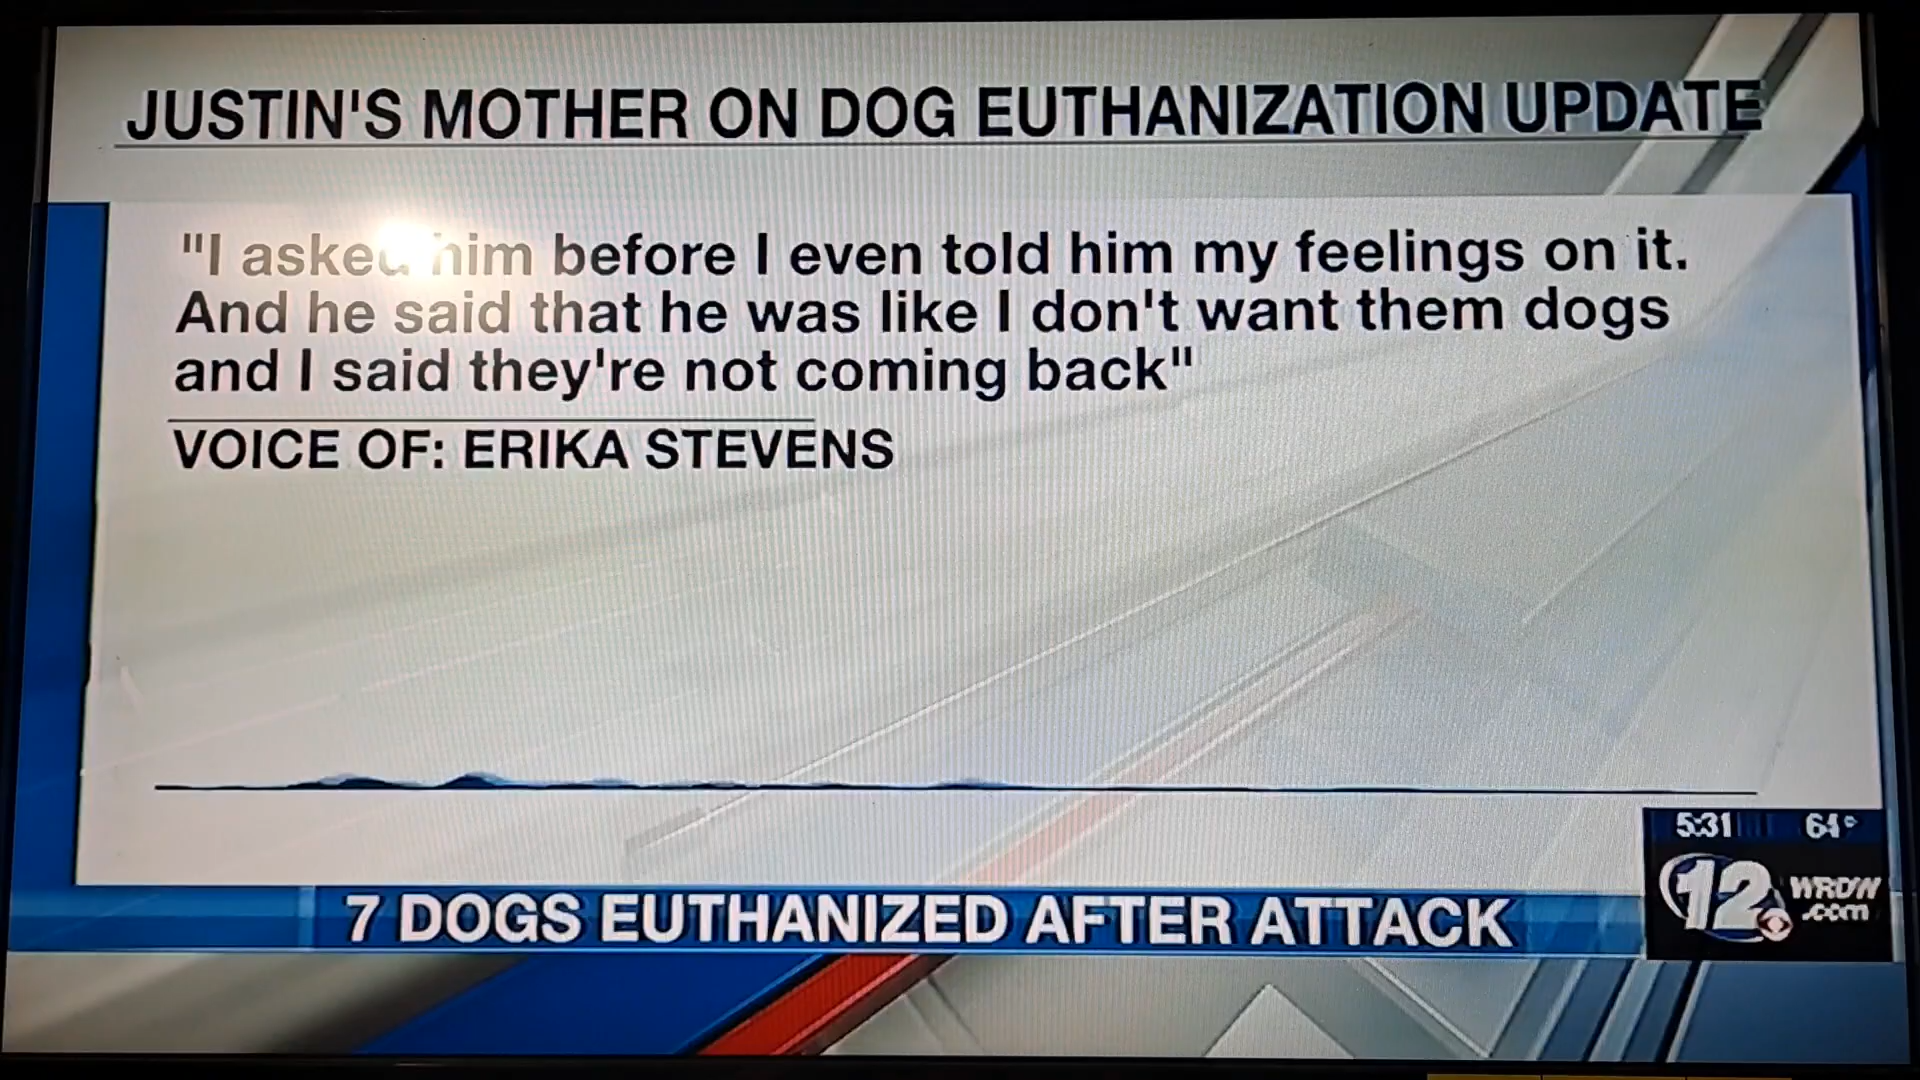 JUSTIN'S MOTHER ON DOG EUTHANIZATION UPDATE
"I asked him before I even told him my feelings on it.
And he said that he was like I don't want them dogs
and I said they're not coming back"
VOICE OF: ERIKA STEVENS
5:31 64°
12 WRDW
.com
7 DOGS EUTHANIZED AFTER ATTACK